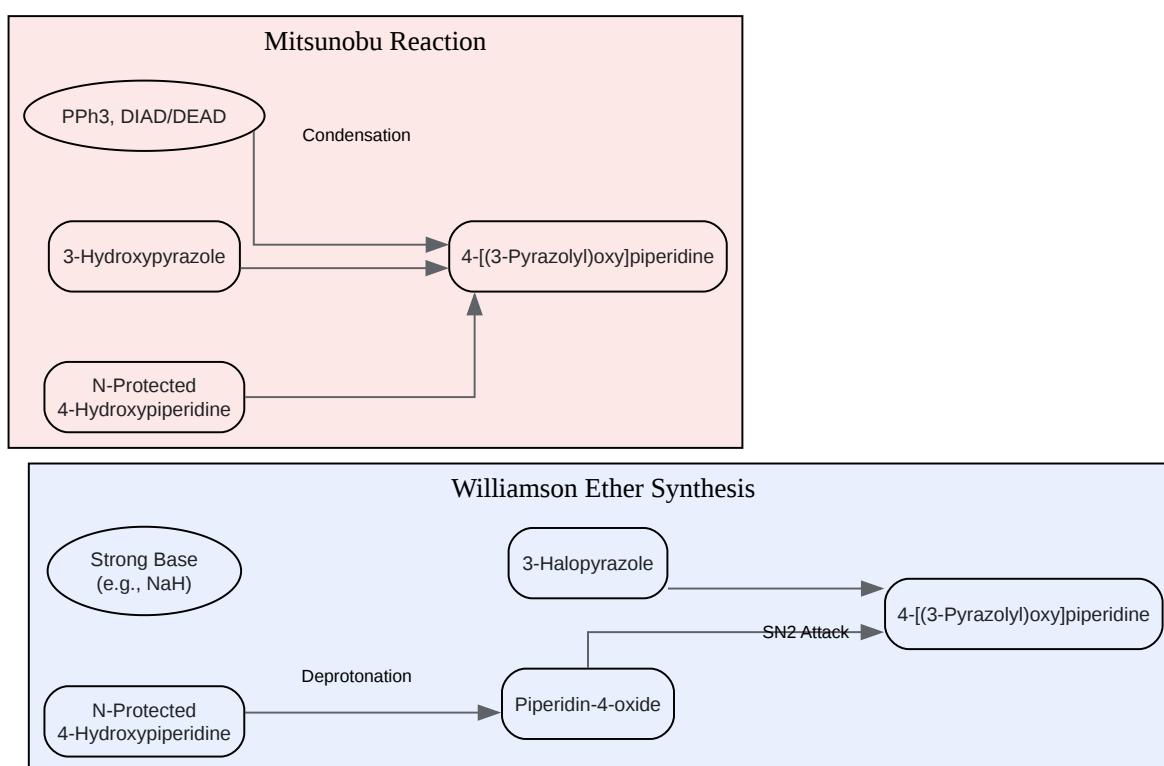 Mitsunobu Reaction
PPh3, DIAD/DEAD
Condensation
3-Hydroxypyrazole
4-[(3-Pyrazolyl)oxy]piperidine
N-Protected
4-Hydroxypiperidine
Williamson Ether Synthesis
Strong Base
(e.g., NaH)
3-Halopyrazole
4-[(3-Pyrazolyl)oxy]piperidine
SN2 Attack
Deprotonation
N-Protected
4-Hydroxypiperidine
Piperidin-4-oxide